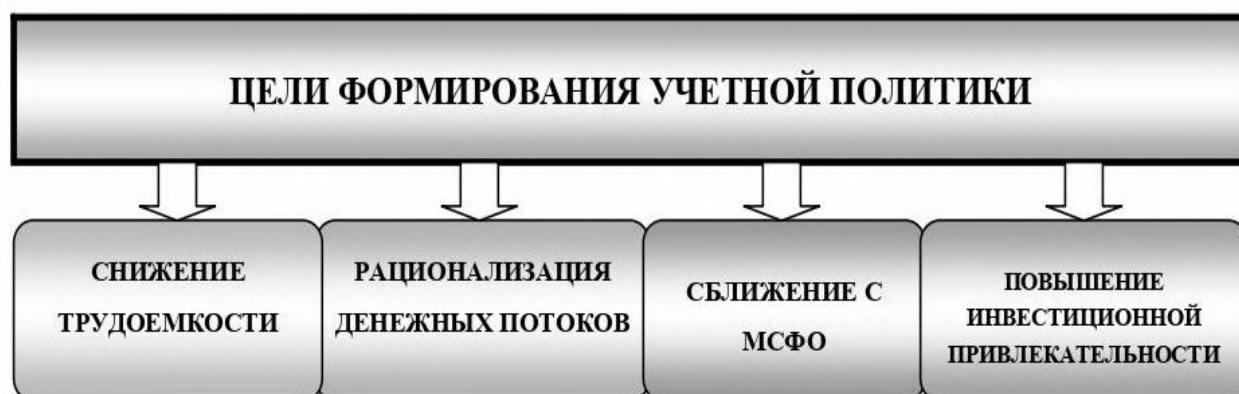 ЦЕЛИ ФОРМИРОВАНИЯ УЧЕТНОЙ ПОЛИТИКИ
СНИЖЕНИЕ
ТРУДОЕМКОСТИ
РАЦИОНАЛИЗАЦИЯ
ДЕНЕЖНЫХ ПОТОКОВ
СБЛИЖЕНИЕ С
МСФО
ПОВЫШЕНИЕ
ИНВЕСТИЦИОННОЙ
ПРИВЛЕКАТЕЛЬНОСТИ